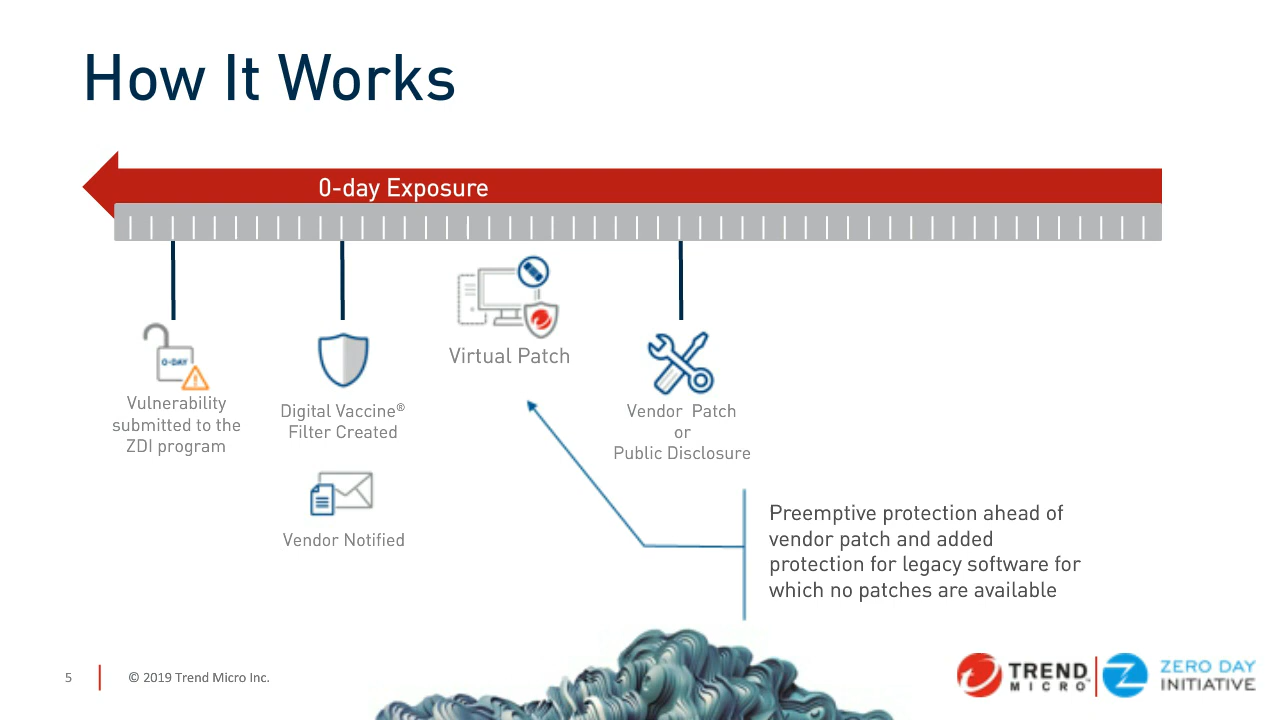 How It Works
0-day Exposure
0-DAY
Vulnerability
submitted to the
ZDI program
Digital Vaccine®
Filter Created
Vendor Notified
Virtual Patch
Vendor Patch
or
Public Disclosure
Preemptive protection ahead of
vendor patch and added
protection for legacy software for
which no patches are available
5
© 2019 Trend Micro Inc.
TREND
MICRO™
ZERO DAY
INITIATIVE